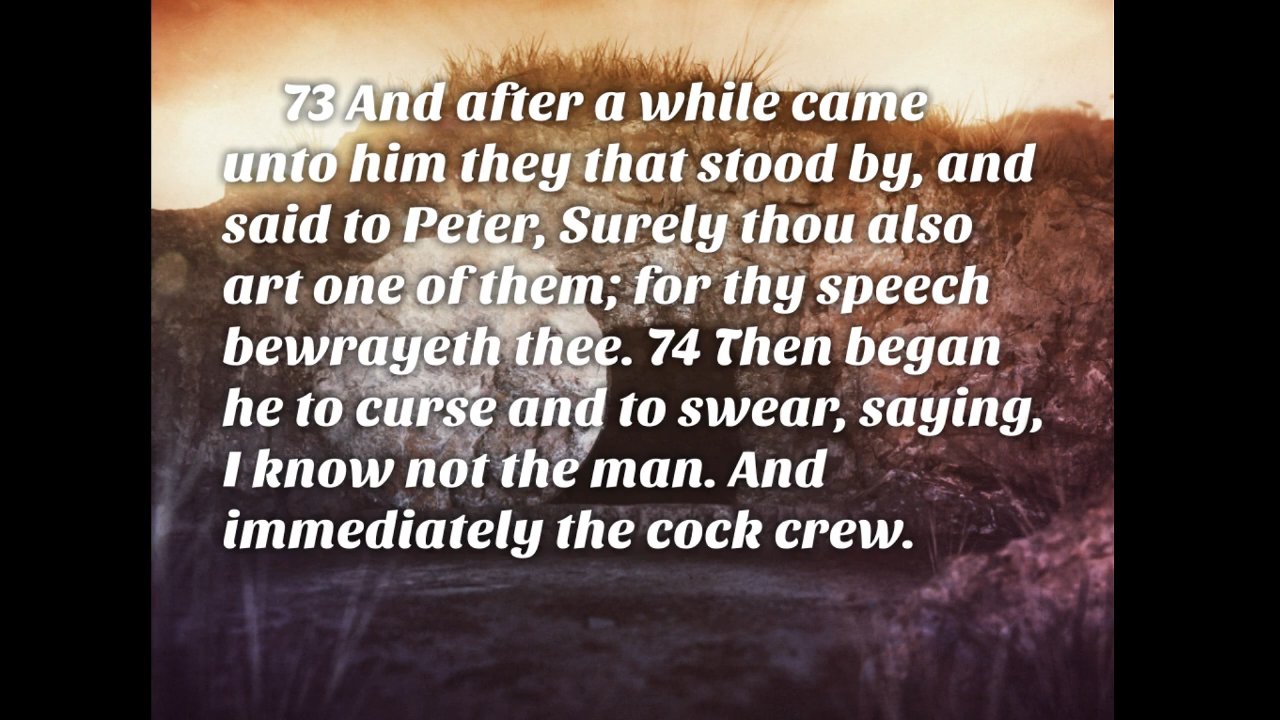 73 And after a while came
unto him they that stood by, and
said to Peter, Surely thou also
art one of them; for thy speech
bewrayeth thee. 74 Then began
he to curse and to swear, saying,
I know not the man. And
immediately the cock crew.